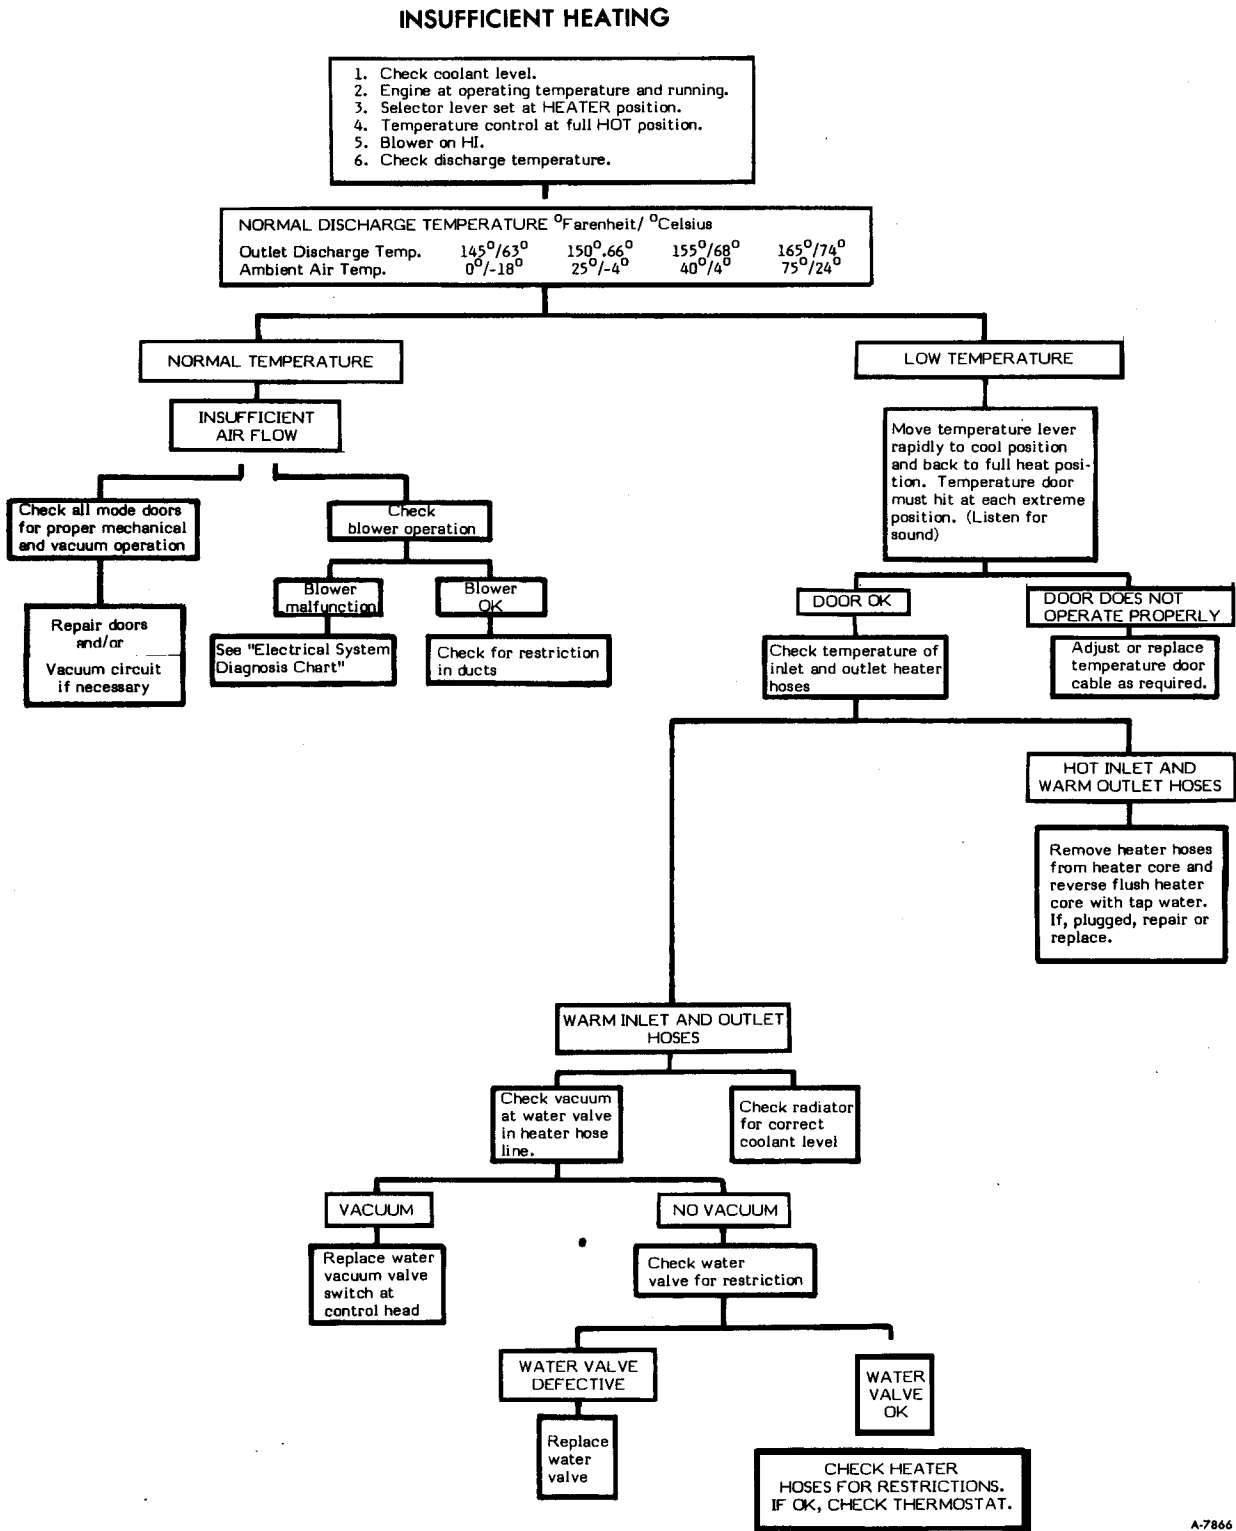 INSUFFICIENT HEATING
1. Check coolant level.
2. Engine at operating temperature and running.
3. Selector lever set at HEATER position.
4. Temperature control at full HOT position.
5. Blower on HI.
6. Check discharge temperature.
NORMAL DISCHARGE TEMPERATURE °Farenheit/ °Celsius
Outlet Discharge Temp. 145°/63° 150°.66° 155°/68° 165°/74°
Ambient Air Temp. 0°/-18° 25°/-4° 40°/4° 75°/24°
NORMAL TEMPERATURE
INSUFFICIENT
AIR FLOW
Check all mode doors
for proper mechanical
and vacuum operation
Repair doors
and/or
Vacuum circuit
if necessary
Check
blower operation
Blower
malfunction
See "Electrical System
Diagnosis Chart"
Blower
OK
Check for restriction
in ducts
LOW TEMPERATURE
Move temperature lever
rapidly to cool position
and back to full heat posi-
tion. Temperature door
must hit at each extreme
position. (Listen for
sound)
DOOR OK
Check temperature of
inlet and outlet heater
hoses
DOOR DOES NOT
OPERATE PROPERLY
Adjust or replace
temperature door
cable as required.
HOT INLET AND
WARM OUTLET HOSES
Remove heater hoses
from heater core and
reverse flush heater
core with tap water.
If, plugged, repair or
replace.
WARM INLET AND OUTLET
HOSES
Check vacuum
at water valve
in heater hose
line.
Check radiator
for correct
coolant level
VACUUM
Replace water
vacuum valve
switch at
control head
NO VACUUM
Check water
valve for restriction
WATER VALVE
DEFECTIVE
Replace
water
valve
WATER
VALVE
OK
CHECK HEATER
HOSES FOR RESTRICTIONS.
IF OK, CHECK THERMOSTAT.
A-7866